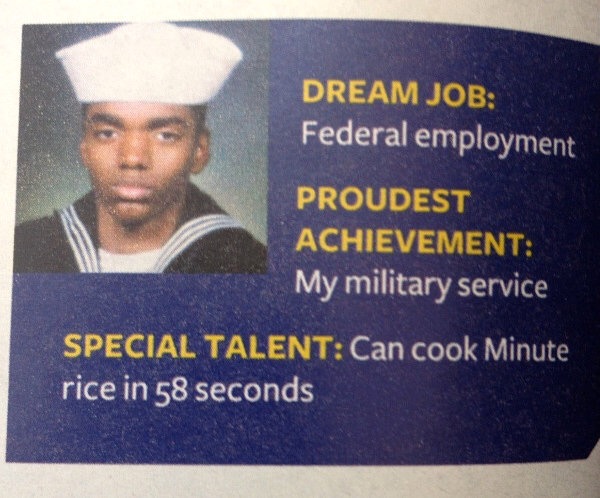 DREAM JOB:
Federal employment
PROUDEST
ACHIEVEMENT:
My military service
SPECIAL TALENT: Can cook Minute
rice in 58 seconds